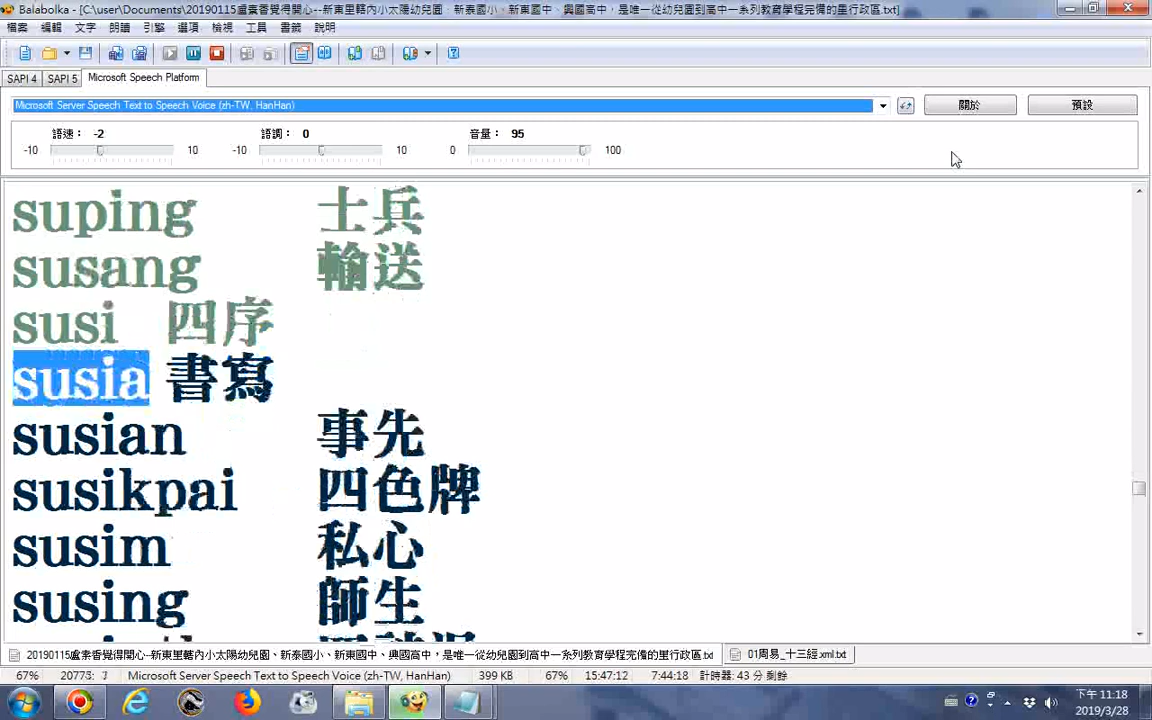 Balabolka - [C:\user\Documents\20190115盧素香覺得開心--新東里轄內小太陽幼兒園、新泰國小、新東國中、興國高中，是唯一從幼兒園到高中一系列教育學程完備的里行政區.txt]
檔案 編輯 文字 朗讀 引擎 選項 檢視 工具 書籤 說明
SAPI 4 SAPI 5 Microsoft Speech Platform
Microsoft Server Speech Text to Speech Voice (zh-TW, HanHan) 關於 預設
語速： -2 語調： 0 音量： 95
-10 10 -10 10 0 100
suping 士兵
susang 輸送
susi 四序
susia 書寫
susian 事先
susikpai 四色牌
susim 私心
susing 師生
20190115盧素香覺得開心--新東里轄內小太陽幼兒園、新泰國小、新東國中、興國高中，是唯一從幼兒園到高中一系列教育學程完備的里行政區.txt 01周易_十三經.xml.txt
67% 20773: Microsoft Server Speech Text to Speech Voice (zh-TW, HanHan) 399 KB 67% 15:47:12 7:44:18 計時器: 43 分 剩餘
下午 11:18
2019/3/28